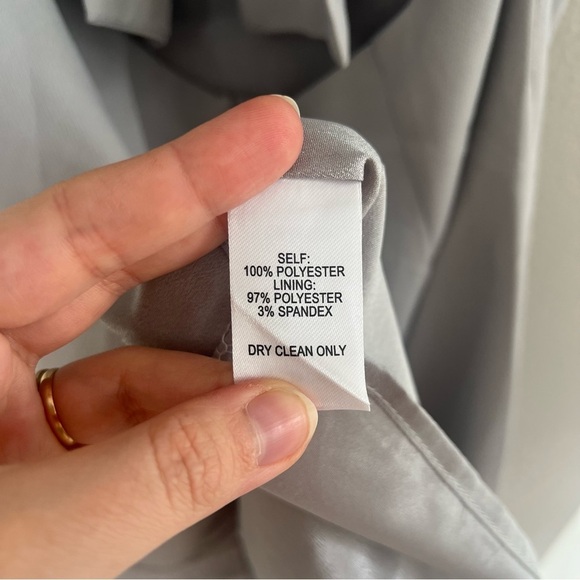 SELF:
100% POLYESTER
LINING:
97% POLYESTER
3% SPANDEX
DRY CLEAN ONLY